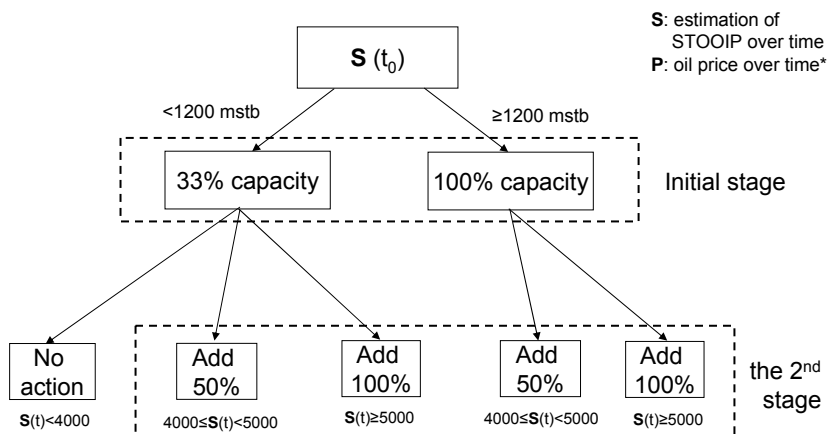 S: estimation of
STOOIP over time
P: oil price over time*
S (t₀)
<1200 mstb
≥1200 mstb
33% capacity
100% capacity
Initial stage
No
action
Add
50%
Add
100%
Add
50%
Add
100%
the 2ⁿᵈ
stage
S(t)<4000
4000≤S(t)<5000
S(t)≥5000
4000≤S(t)<5000
S(t)≥5000